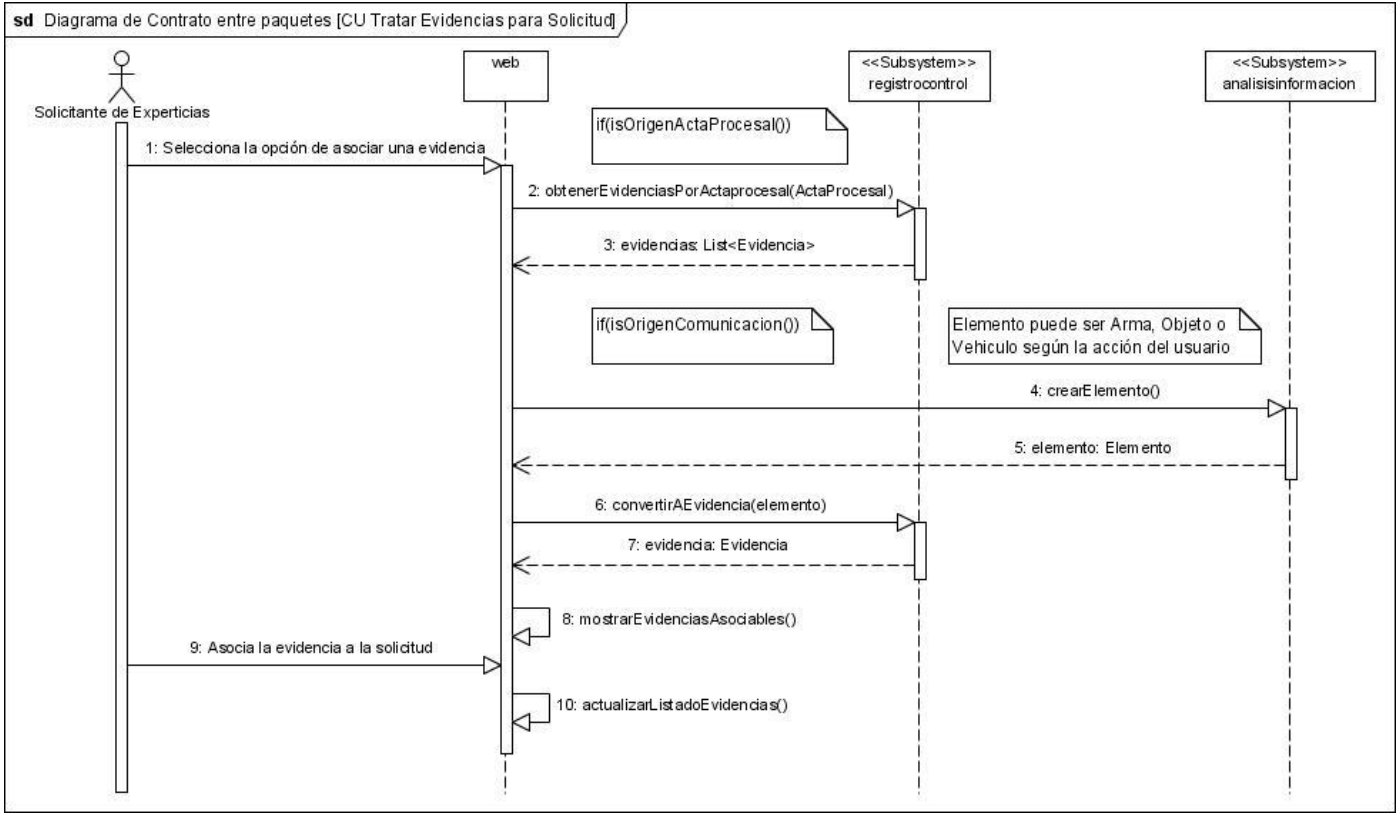 sd Diagrama de Contrato entre paquetes [CU Tratar Evidencias para Solicitud]
Solicitante de Experticias
web
<<Subsystem>>
registrocontrol
<<Subsystem>>
analisisinformacion
if(isOrigenActaProcesal())
1: Selecciona la opción de asociar una evidencia
2: obtenerEvidenciasPorActaprocesal(ActaProcesal)
3: evidencias: List<Evidencia>
if(isOrigenComunicacion())
Elemento puede ser Arma, Objeto o
Vehiculo según la acción del usuario
4: crearElemento()
5: elemento: Elemento
6: convertirAEvidencia(elemento)
7: evidencia: Evidencia
8: mostrarEvidenciasAsociables()
9: Asocia la evidencia a la solicitud
10: actualizarListadoEvidencias()